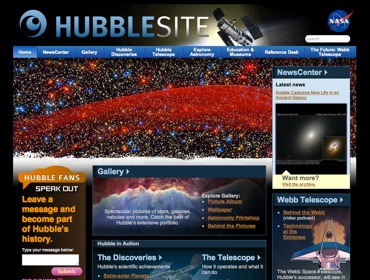 HUBBLESITE
NASA
Home
NewsCenter
Gallery
Hubble
Discoveries
Hubble
Telescope
Explore
Astronomy
Education &
Museums
Reference Desk
The Future: Webb
Telescope
NewsCenter
Latest news
Hubble Captures New Life in an
Ancient Galaxy
Want more?
Visit the archive.
HUBBLE FANS
SPEAK OUT
Leave a
message and
become part
of Hubble's
history.
Type your message below:
Submit
Gallery
Spectacular pictures of stars, galaxies,
nebulas and more. Catch the best of
Hubble's extensive portfolio.
Explore Gallery:
Picture Album
Wallpaper
Astronomy Printshop
Behind the Pictures
Hubble in Action
The Discoveries
Hubble's scientific achievements
Extra-solar Planets
The Telescope
How it operates and what it
can do
Webb Telescope
Behind the Webb
(video podcast)
Technology
at the
Extremes
The Webb Space Telescope,
Hubble's successor, will see in